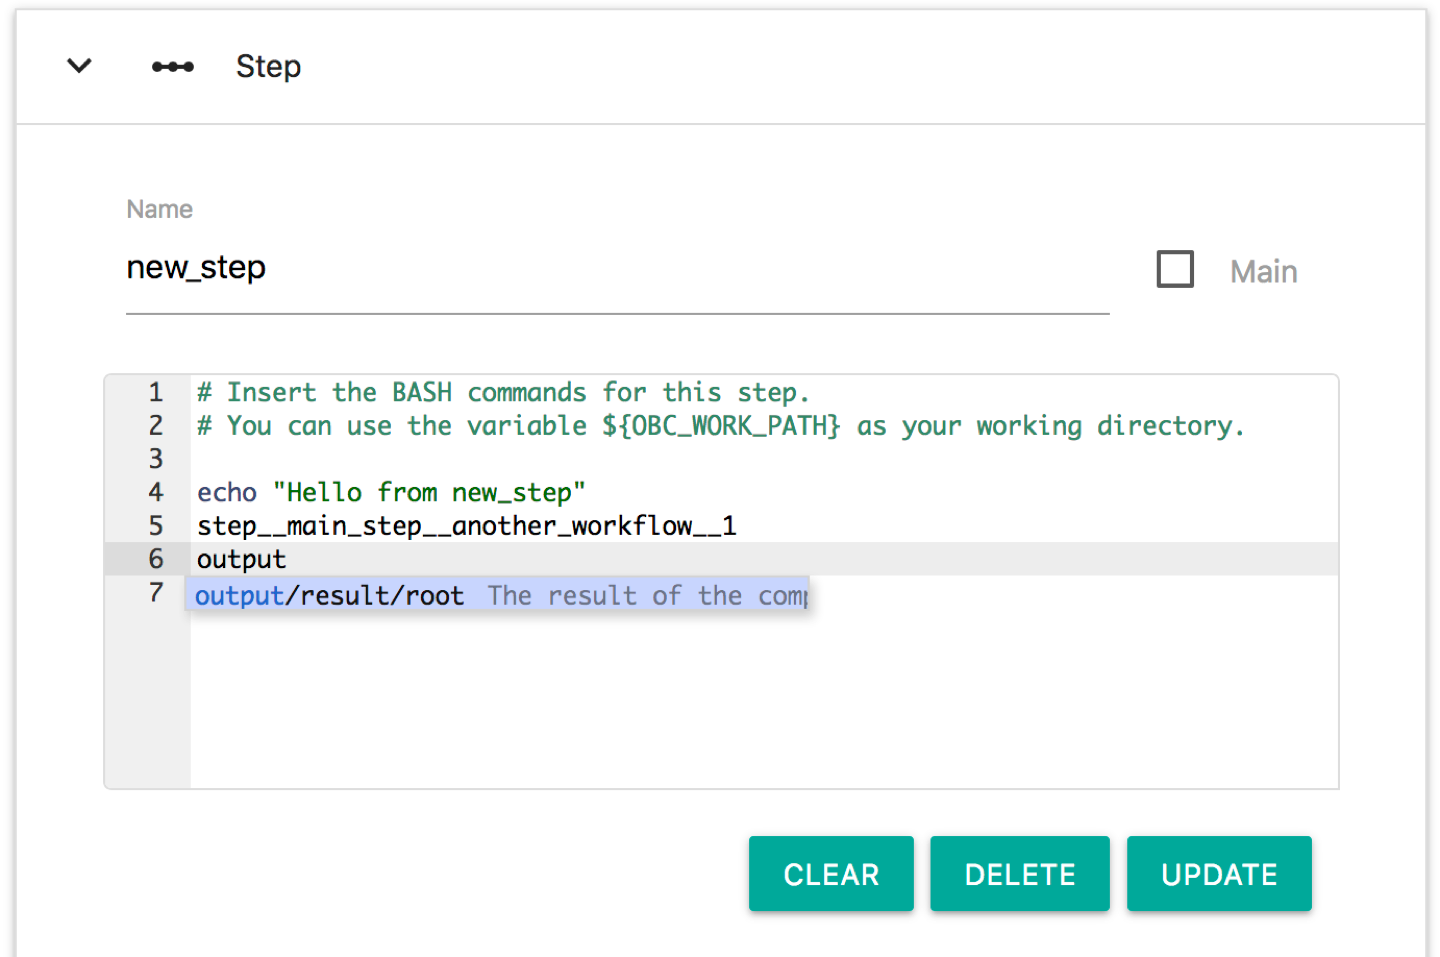 Step
Name
new_step
Main
1 # Insert the BASH commands for this step.
2 # You can use the variable ${OBC_WORK_PATH} as your working directory.
3
4 echo "Hello from new_step"
5 step__main_step__another_workflow__1
6 output
7 output/result/root The result of the comp
CLEAR DELETE UPDATE